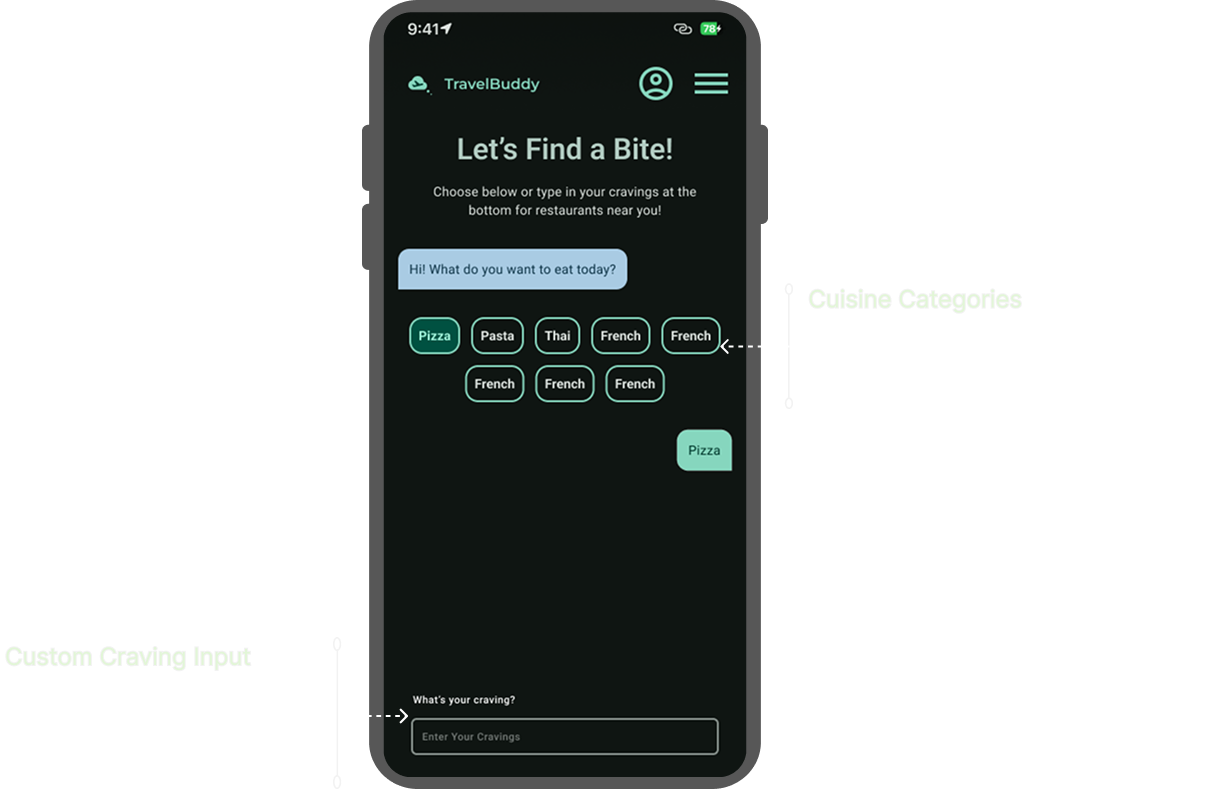 9:41
78
TravelBuddy
Let's Find a Bite!
Choose below or type in your cravings at the
bottom for restaurants near you!
Hi! What do you want to eat today?
Cuisine Categories
Pizza Pasta Thai French French
French French French
Pizza
Custom Craving Input
What's your craving?
Enter Your Cravings